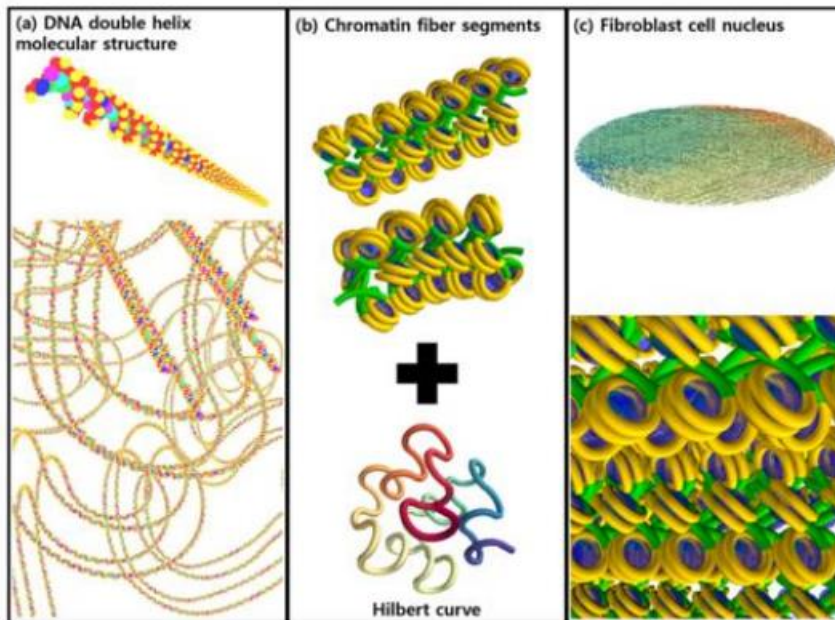 (a) DNA double helix
molecular structure
(b) Chromatin fiber segments
Hilbert curve
(c) Fibroblast cell nucleus